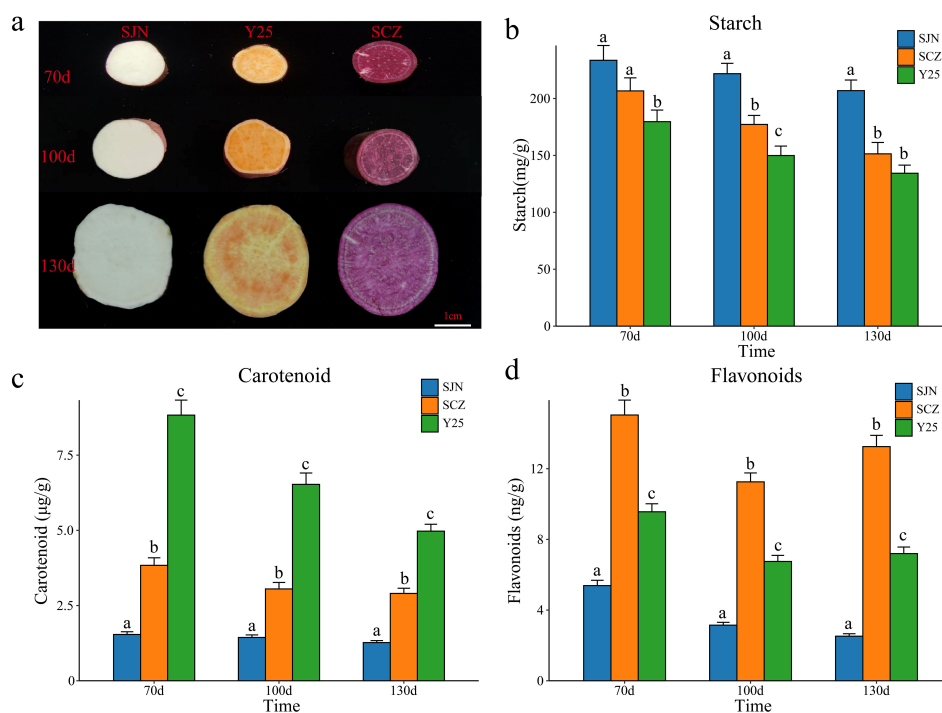 a
SJN Y25 SCZ
70d
100d
130d
1cm
b
Starch
SJN
SCZ
Y25
Starch(mg/g)
200
150
100
50
0
a a b
a b c
a b b
70d 100d 130d
Time
c
Carotenoid
SJN
SCZ
Y25
Carotenoid (μg/g)
7.5
5.0
2.5
0
a b c
a b c
a b c
70d 100d 130d
Time
d
Flavonoids
SJN
SCZ
Y25
Flavonoids (ng/g)
12
8
4
0
a b c
a b c
a b c
70d 100d 130d
Time